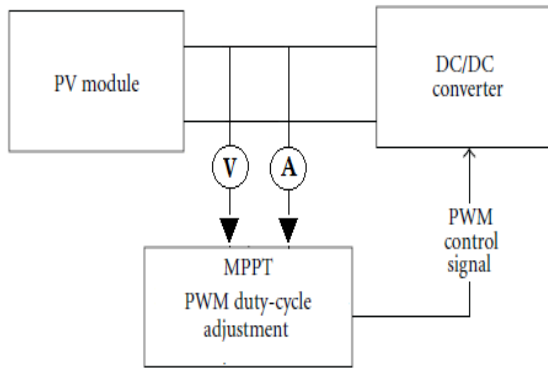 PV module
DC/DC
converter
V
A
PWM
control
signal
MPPT
PWM duty-cycle
adjustment